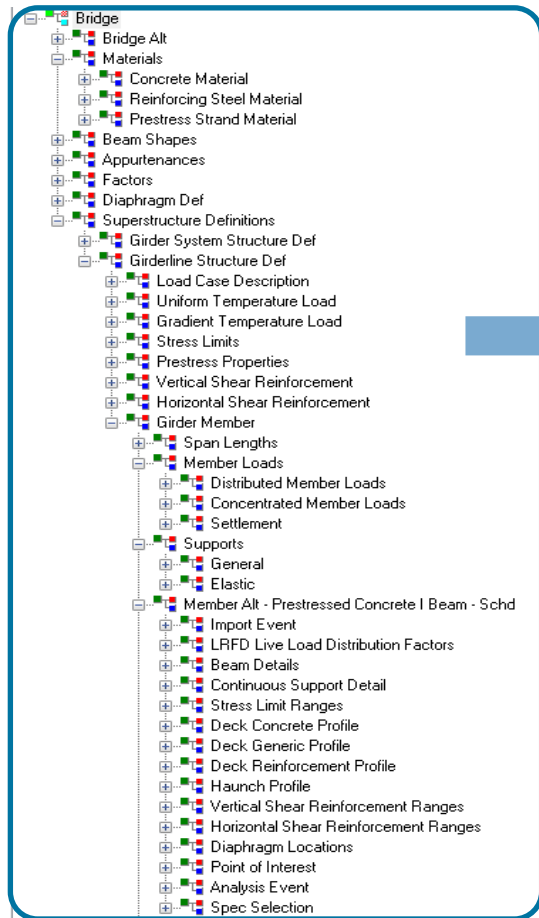 Bridge
Bridge Alt
Materials
Concrete Material
Reinforcing Steel Material
Prestress Strand Material
Beam Shapes
Appurtenances
Factors
Diaphragm Def
Superstructure Definitions
Girder System Structure Def
Girderline Structure Def
Load Case Description
Uniform Temperature Load
Gradient Temperature Load
Stress Limits
Prestress Properties
Vertical Shear Reinforcement
Horizontal Shear Reinforcement
Girder Member
Span Lengths
Member Loads
Distributed Member Loads
Concentrated Member Loads
Settlement
Supports
General
Elastic
Member Alt - Prestressed Concrete I Beam - Schd
Import Event
LRFD Live Load Distribution Factors
Beam Details
Continuous Support Detail
Stress Limit Ranges
Deck Concrete Profile
Deck Generic Profile
Deck Reinforcement Profile
Haunch Profile
Vertical Shear Reinforcement Ranges
Horizontal Shear Reinforcement Ranges
Diaphragm Locations
Point of Interest
Analysis Event
Spec Selection